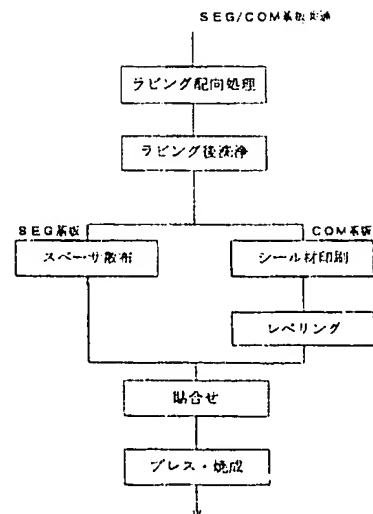 SEG/COM基板共通
ラビング配向処理
ラビング後洗浄
SEG基板
COM基板
スペーサ散布
シール材印刷
レベリング
貼合せ
プレス・焼成